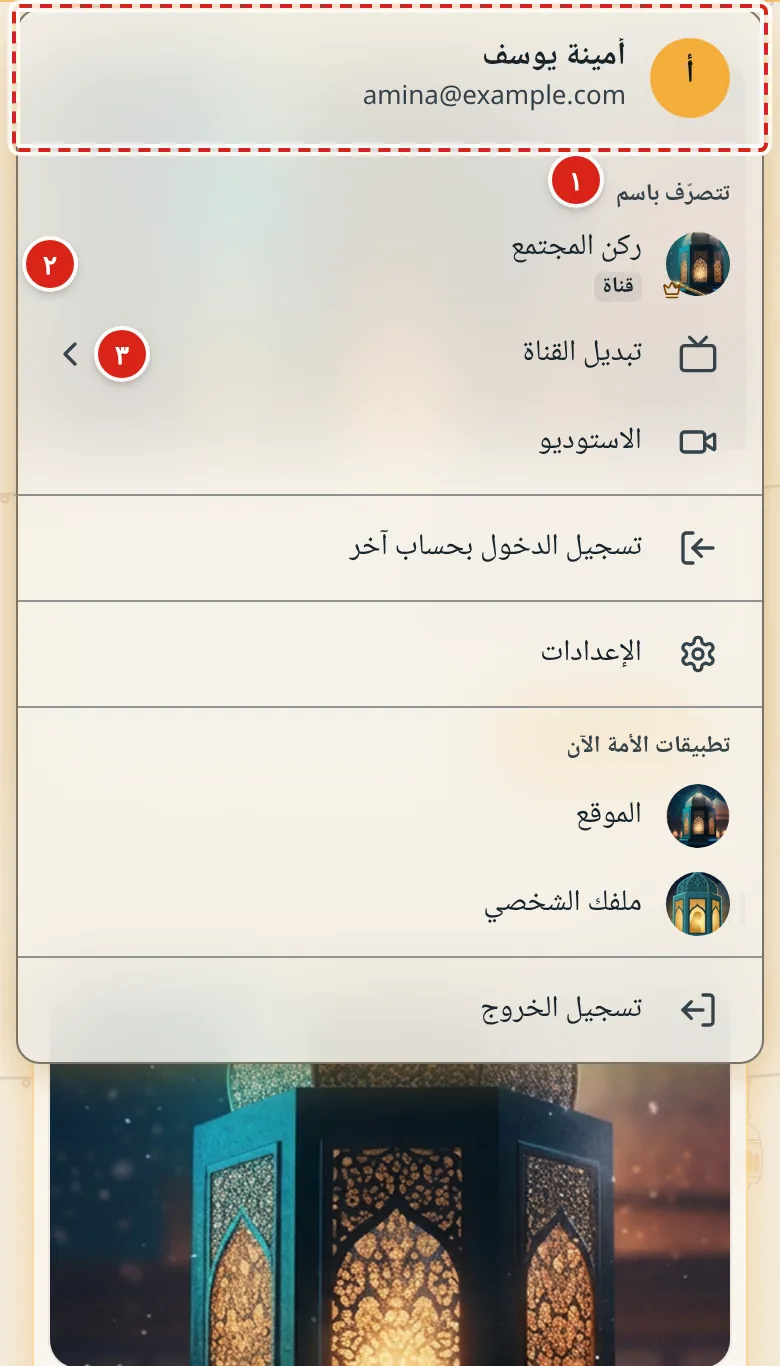 أ
أمينة يوسف
amina@example.com
١
تتصرّف باسم
ركن المجتمع
قناة
٢
تبديل القناة
٣
الاستوديو
تسجيل الدخول بحساب آخر
الإعدادات
تطبيقات الأمة الآن
الموقع
ملفك الشخصي
تسجيل الخروج